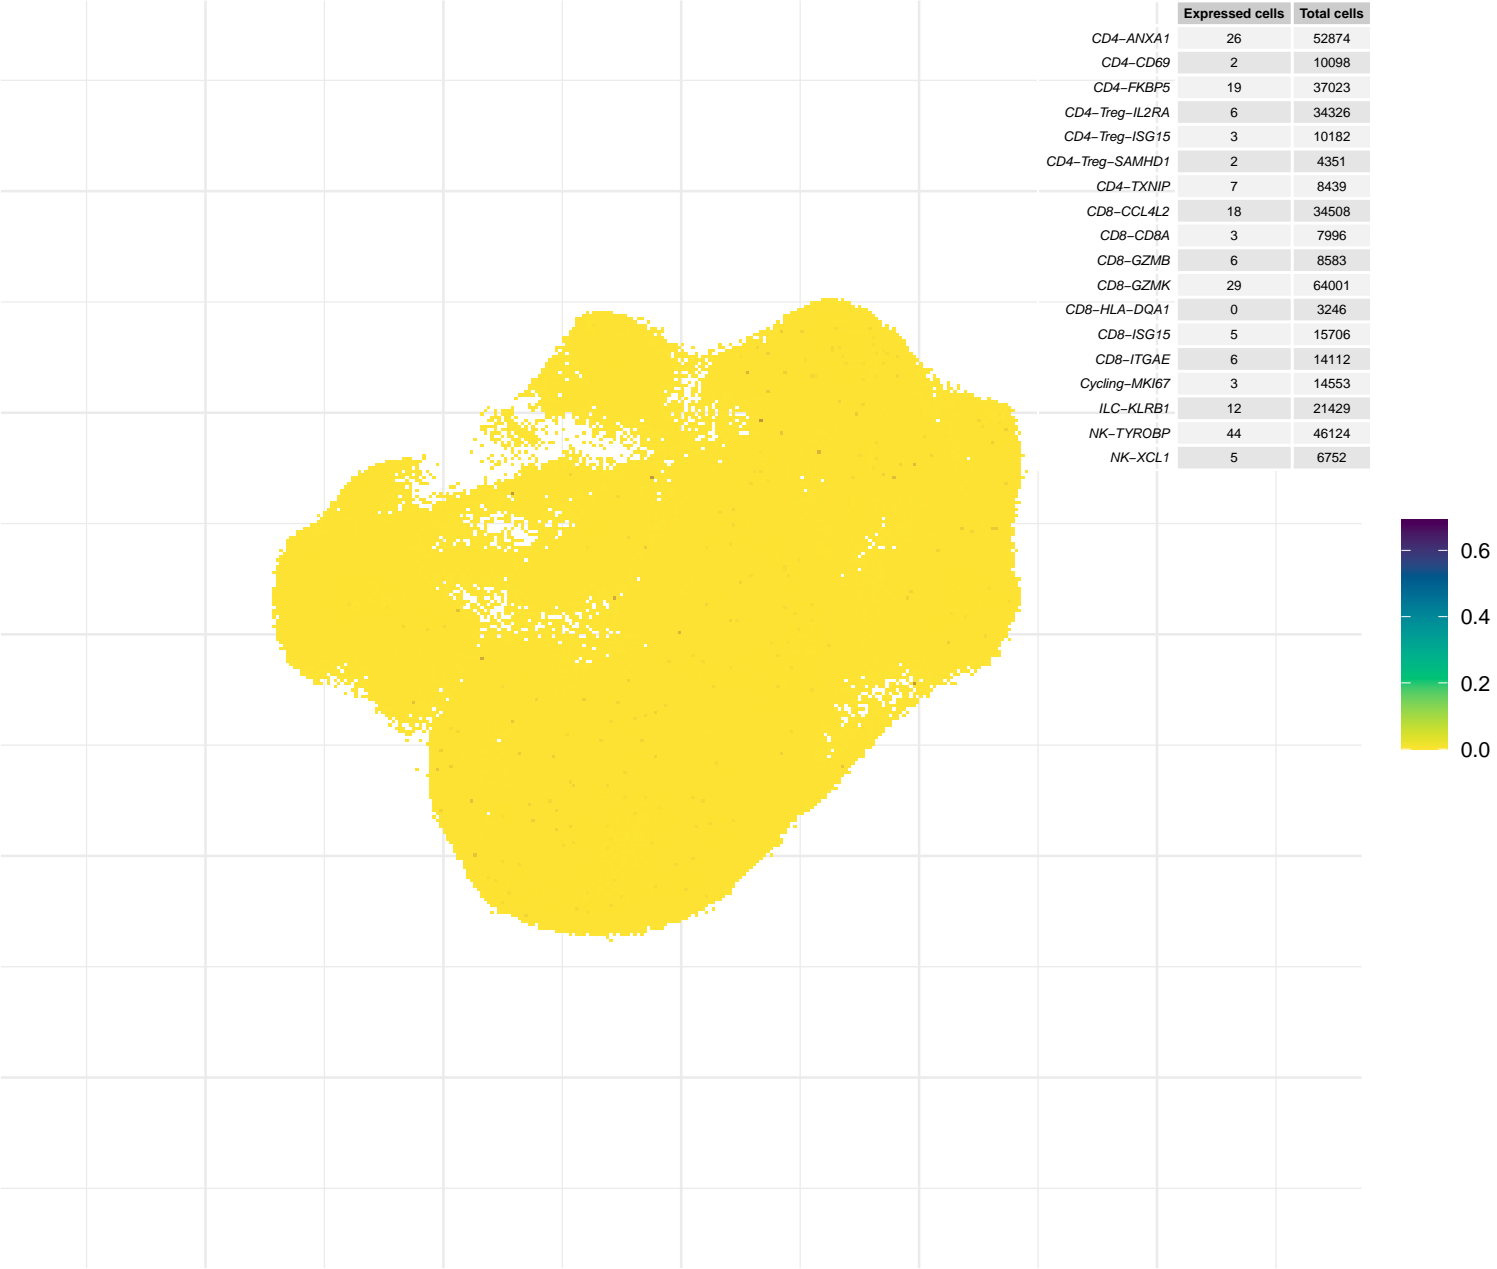 Expressed cells Total cells
CD4−ANXA1 26 52874
CD4−CD69 2 10098
CD4−FKBP5 19 37023
CD4−Treg−IL2RA 6 34326
CD4−Treg−ISG15 3 10182
CD4−Treg−SAMHD1 2 4351
CD4−TXNIP 7 8439
CD8−CCL4L2 18 34508
CD8−CD8A 3 7996
CD8−GZMB 6 8583
CD8−GZMK 29 64001
CD8−HLA−DQA1 0 3246
CD8−ISG15 5 15706
CD8−ITGAE 6 14112
Cycling−MKI67 3 14553
ILC−KLRB1 12 21429
NK−TYROBP 44 46124
NK−XCL1 5 6752
0.6
0.4
0.2
0.0